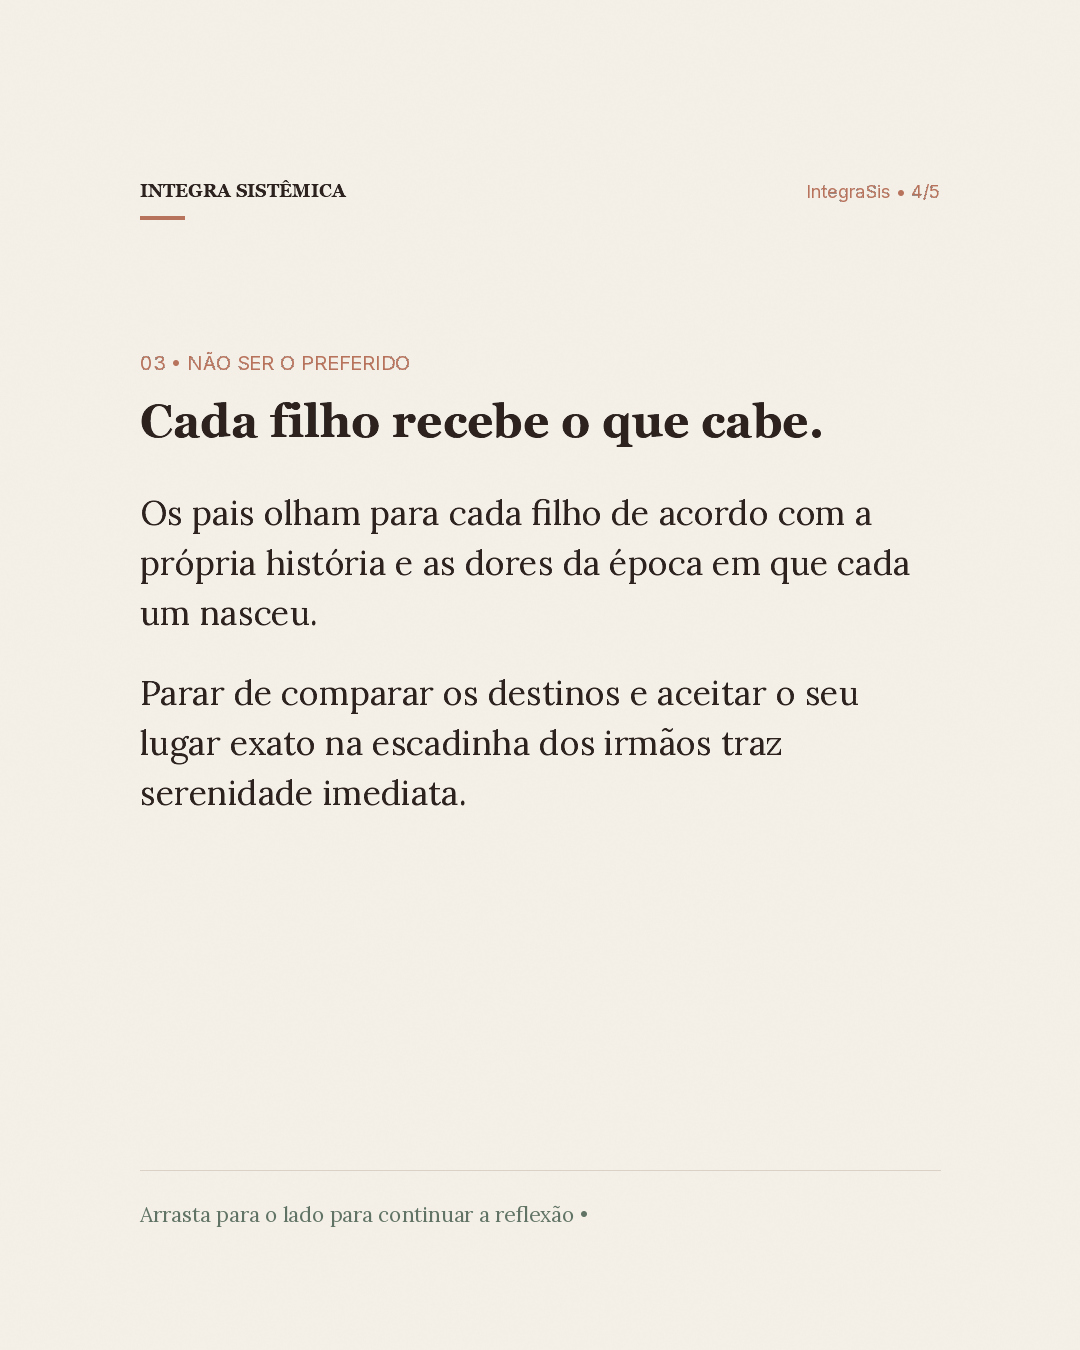 INTEGRA SISTÊMICA
IntegraSis • 4/5
03 • NÃO SER O PREFERIDO
Cada filho recebe o que cabe.
Os pais olham para cada filho de acordo com a
própria história e as dores da época em que cada
um nasceu.
Parar de comparar os destinos e aceitar o seu
lugar exato na escadinha dos irmãos traz
serenidade imediata.
Arrasta para o lado para continuar a reflexão •